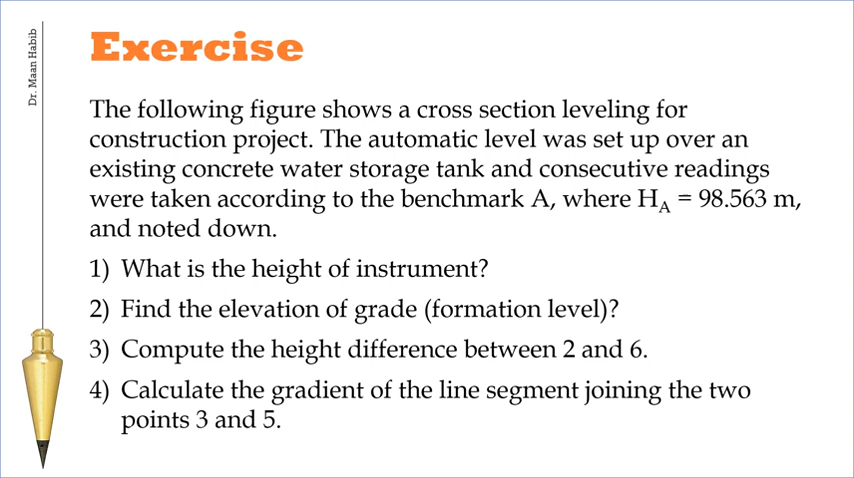 Dr. Maan Habib
Exercise
The following figure shows a cross section leveling for
construction project. The automatic level was set up over an
existing concrete water storage tank and consecutive readings
were taken according to the benchmark A, where H_A = 98.563 m,
and noted down.
1) What is the height of instrument?
2) Find the elevation of grade (formation level)?
3) Compute the height difference between 2 and 6.
4) Calculate the gradient of the line segment joining the two
points 3 and 5.